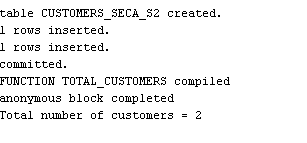 table CUSTOMERS_SECA_S2 created.
1 rows inserted.
1 rows inserted.
committed.
FUNCTION TOTAL_CUSTOMERS compiled
anonymous block completed
Total number of customers = 2